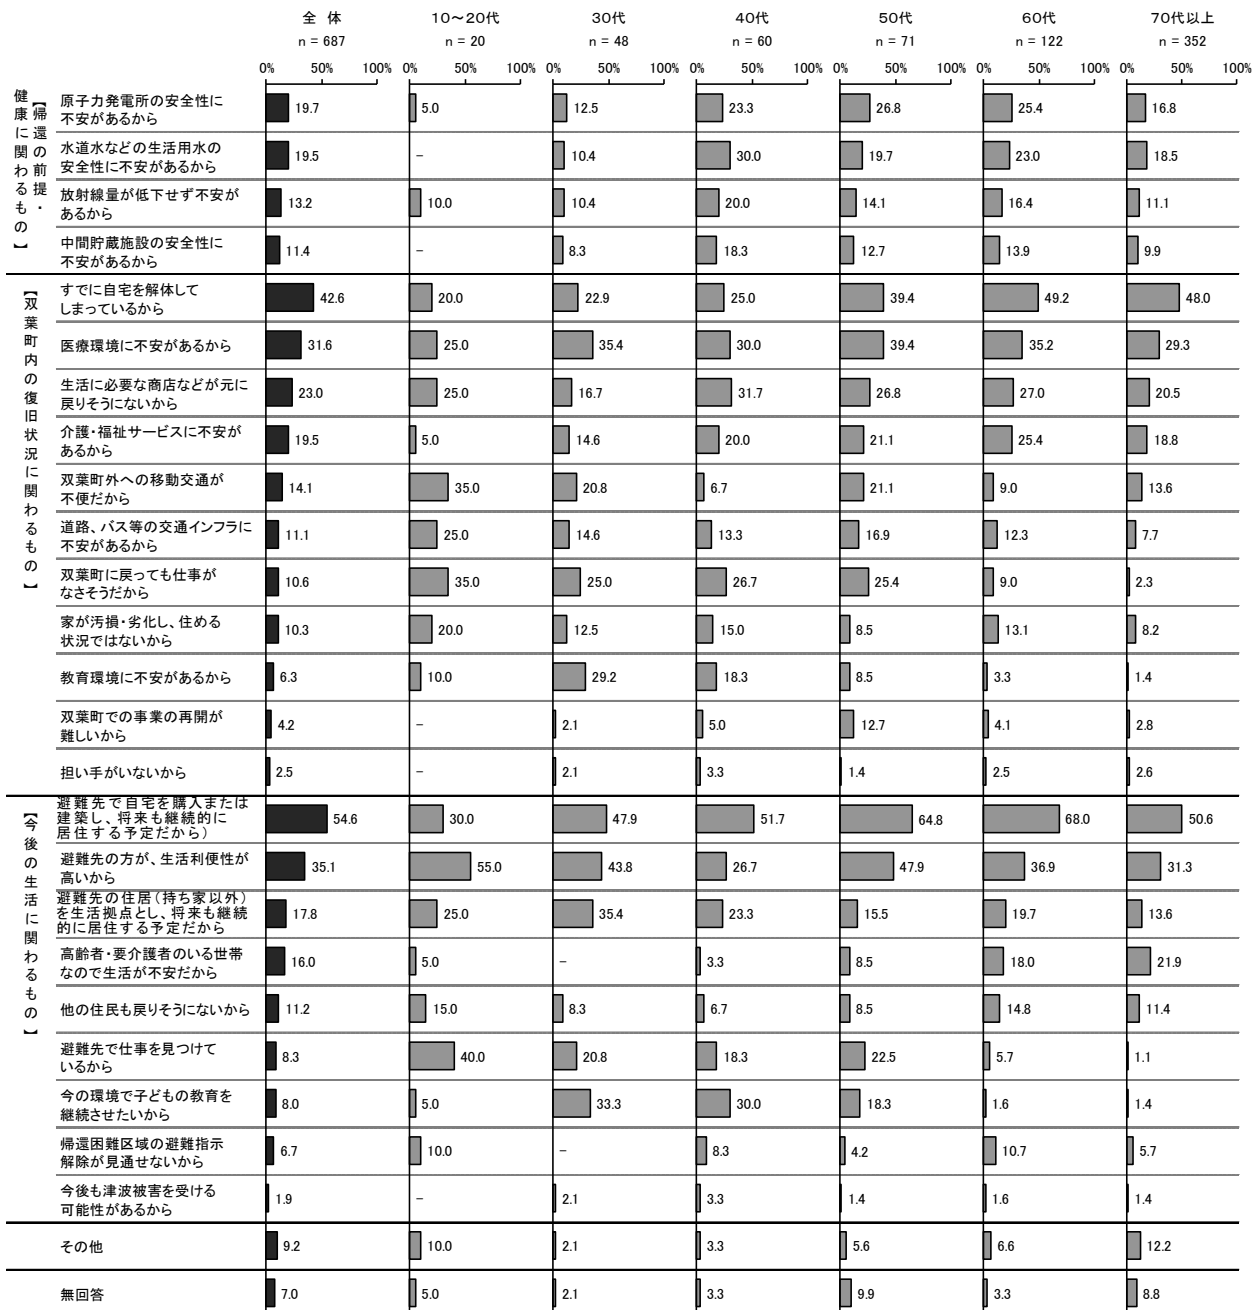 全 体
10～20代
30代
40代
50代
60代
70代以上
n = 687
n = 20
n = 48
n = 60
n = 71
n = 122
n = 352
0% 50% 100% 0% 50% 100% 0% 50% 100% 0% 50% 100% 0% 50% 100% 0% 50% 100% 0% 50% 100%
【帰還の前提・
健康に関わるもの】
原子力発電所の安全性に
不安があるから
19.7 5.0 12.5 23.3 26.8 25.4 16.8
水道水などの生活用水の
安全性に不安があるから
19.5 － 10.4 30.0 19.7 23.0 18.5
放射線量が低下せず不安が
あるから
13.2 10.0 10.4 20.0 14.1 16.4 11.1
中間貯蔵施設の安全性に
不安があるから
11.4 － 8.3 18.3 12.7 13.9 9.9
【双葉町内の復旧状況に関わるもの】
すでに自宅を解体して
しまっているから
42.6 20.0 22.9 25.0 39.4 49.2 48.0
医療環境に不安があるから
31.6 25.0 35.4 30.0 39.4 35.2 29.3
生活に必要な商店などが元に
戻りそうにないから
23.0 25.0 16.7 31.7 26.8 27.0 20.5
介護・福祉サービスに不安が
あるから
19.5 5.0 14.6 20.0 21.1 25.4 18.8
双葉町外への移動交通が
不便だから
14.1 35.0 20.8 6.7 21.1 9.0 13.6
道路、バス等の交通インフラに
不安があるから
11.1 25.0 14.6 13.3 16.9 12.3 7.7
双葉町に戻っても仕事が
なさそうだから
10.6 35.0 25.0 26.7 25.4 9.0 2.3
家が汚損・劣化し、住める
状況ではないから
10.3 20.0 12.5 15.0 8.5 13.1 8.2
教育環境に不安があるから
6.3 10.0 29.2 18.3 8.5 3.3 1.4
双葉町での事業の再開が
難しいから
4.2 － 2.1 5.0 12.7 4.1 2.8
担い手がいないから
2.5 － 2.1 3.3 1.4 2.5 2.6
【今後の生活に関わるもの】
避難先で自宅を購入または
建築し、将来も継続的に
居住する予定だから）
54.6 30.0 47.9 51.7 64.8 68.0 50.6
避難先の方が、生活利便性が
高いから
35.1 55.0 43.8 26.7 47.9 36.9 31.3
避難先の住居（持ち家以外）
を生活拠点とし、将来も継続
的に居住する予定だから
17.8 25.0 35.4 23.3 15.5 19.7 13.6
高齢者・要介護者のいる世帯
なので生活が不安だから
16.0 5.0 － 3.3 8.5 18.0 21.9
他の住民も戻りそうにないから
11.2 15.0 8.3 6.7 8.5 14.8 11.4
避難先で仕事を見つけて
いるから
8.3 40.0 20.8 18.3 22.5 5.7 1.1
今の環境で子どもの教育を
継続させたいから
8.0 5.0 33.3 30.0 18.3 1.6 1.4
帰還困難区域の避難指示
解除が見通せないから
6.7 10.0 － 8.3 4.2 10.7 5.7
今後も津波被害を受ける
可能性があるから
1.9 － 2.1 3.3 1.4 1.6 1.4
その他
9.2 10.0 2.1 3.3 5.6 6.6 12.2
無回答
7.0 5.0 2.1 3.3 9.9 3.3 8.8